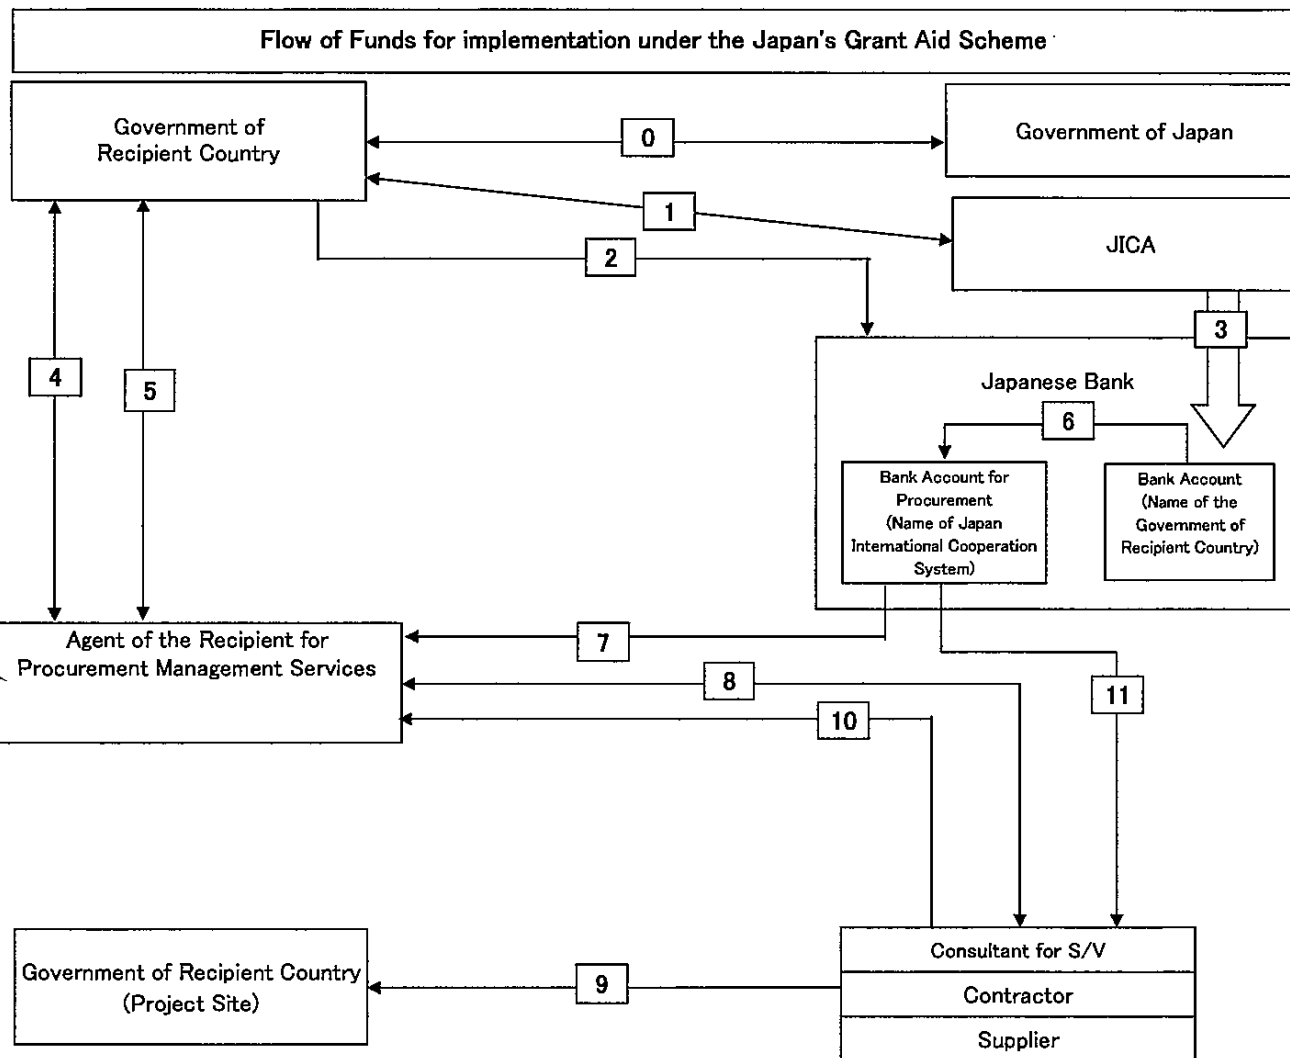 Flow of Funds for implementation under the Japan's Grant Aid Scheme
Government of
Recipient Country
0
Government of Japan
1
JICA
2
3
4
5
Japanese Bank
6
Bank Account for
Procurement
(Name of Japan
International Cooperation
System)
Bank Account
(Name of the
Government of
Recipient Country)
Agent of the Recipient for
Procurement Management Services
7
8
11
10
Government of Recipient Country
(Project Site)
9
Consultant for S/V
Contractor
Supplier